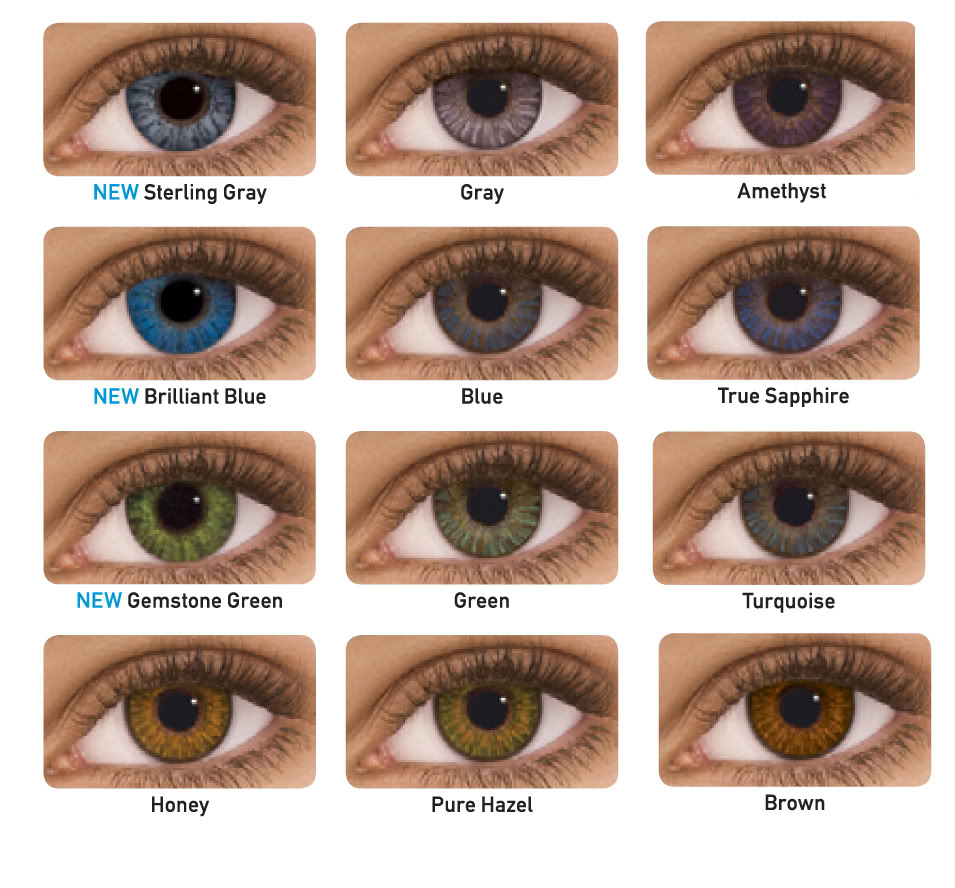 NEW Sterling Gray
Gray
Amethyst
NEW Brilliant Blue
Blue
True Sapphire
NEW Gemstone Green
Green
Turquoise
Honey
Pure Hazel
Brown